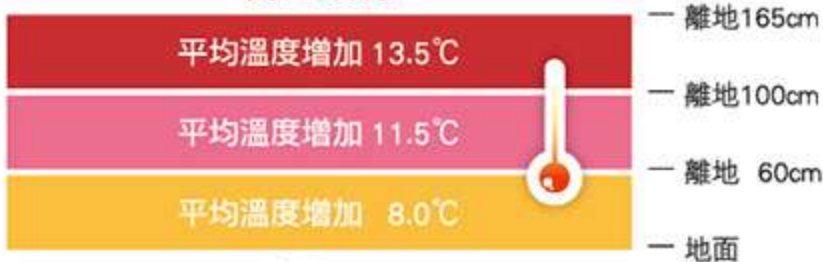 離地165cm
平均溫度增加 13.5℃
離地100cm
平均溫度增加 11.5℃
離地 60cm
平均溫度增加 8.0℃
地面